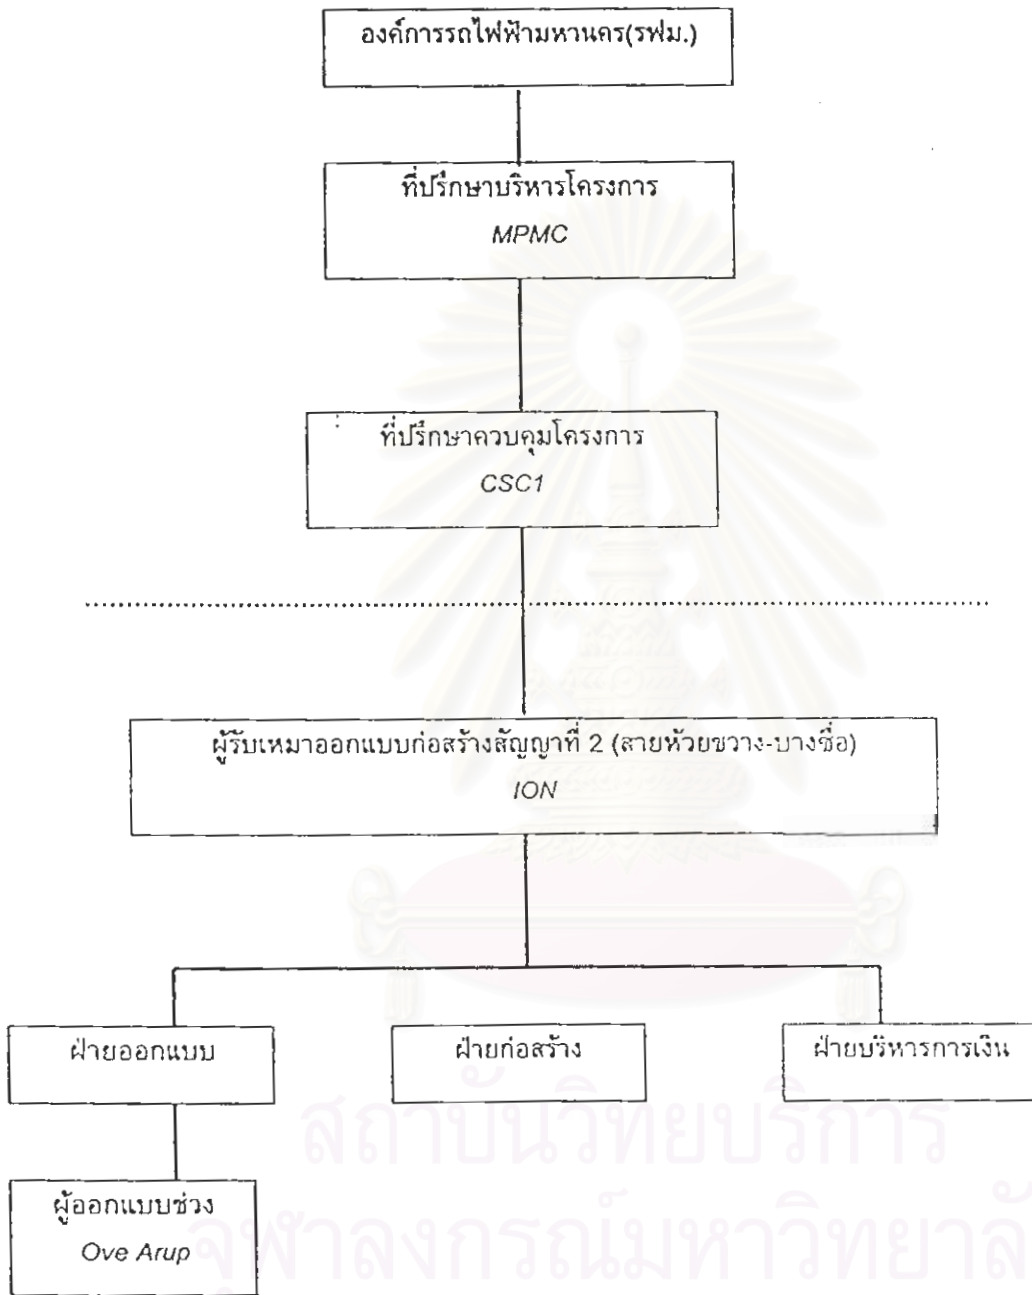 องค์การรถไฟฟ้ามหานคร(รฟม.)
ที่ปรึกษาบริหารโครงการ
MPMC
ที่ปรึกษาควบคุมโครงการ
CSC1
ผู้รับเหมาออกแบบก่อสร้างสัญญาที่ 2 (สายห้วยขวาง-บางซื่อ)
ION
ฝ่ายออกแบบ
ฝ่ายก่อสร้าง
ฝ่ายบริหารการเงิน
ผู้ออกแบบช่วง
Ove Arup
สถาบันวิทยบริการ
จุฬาลงกรณ์มหาวิทยาลั